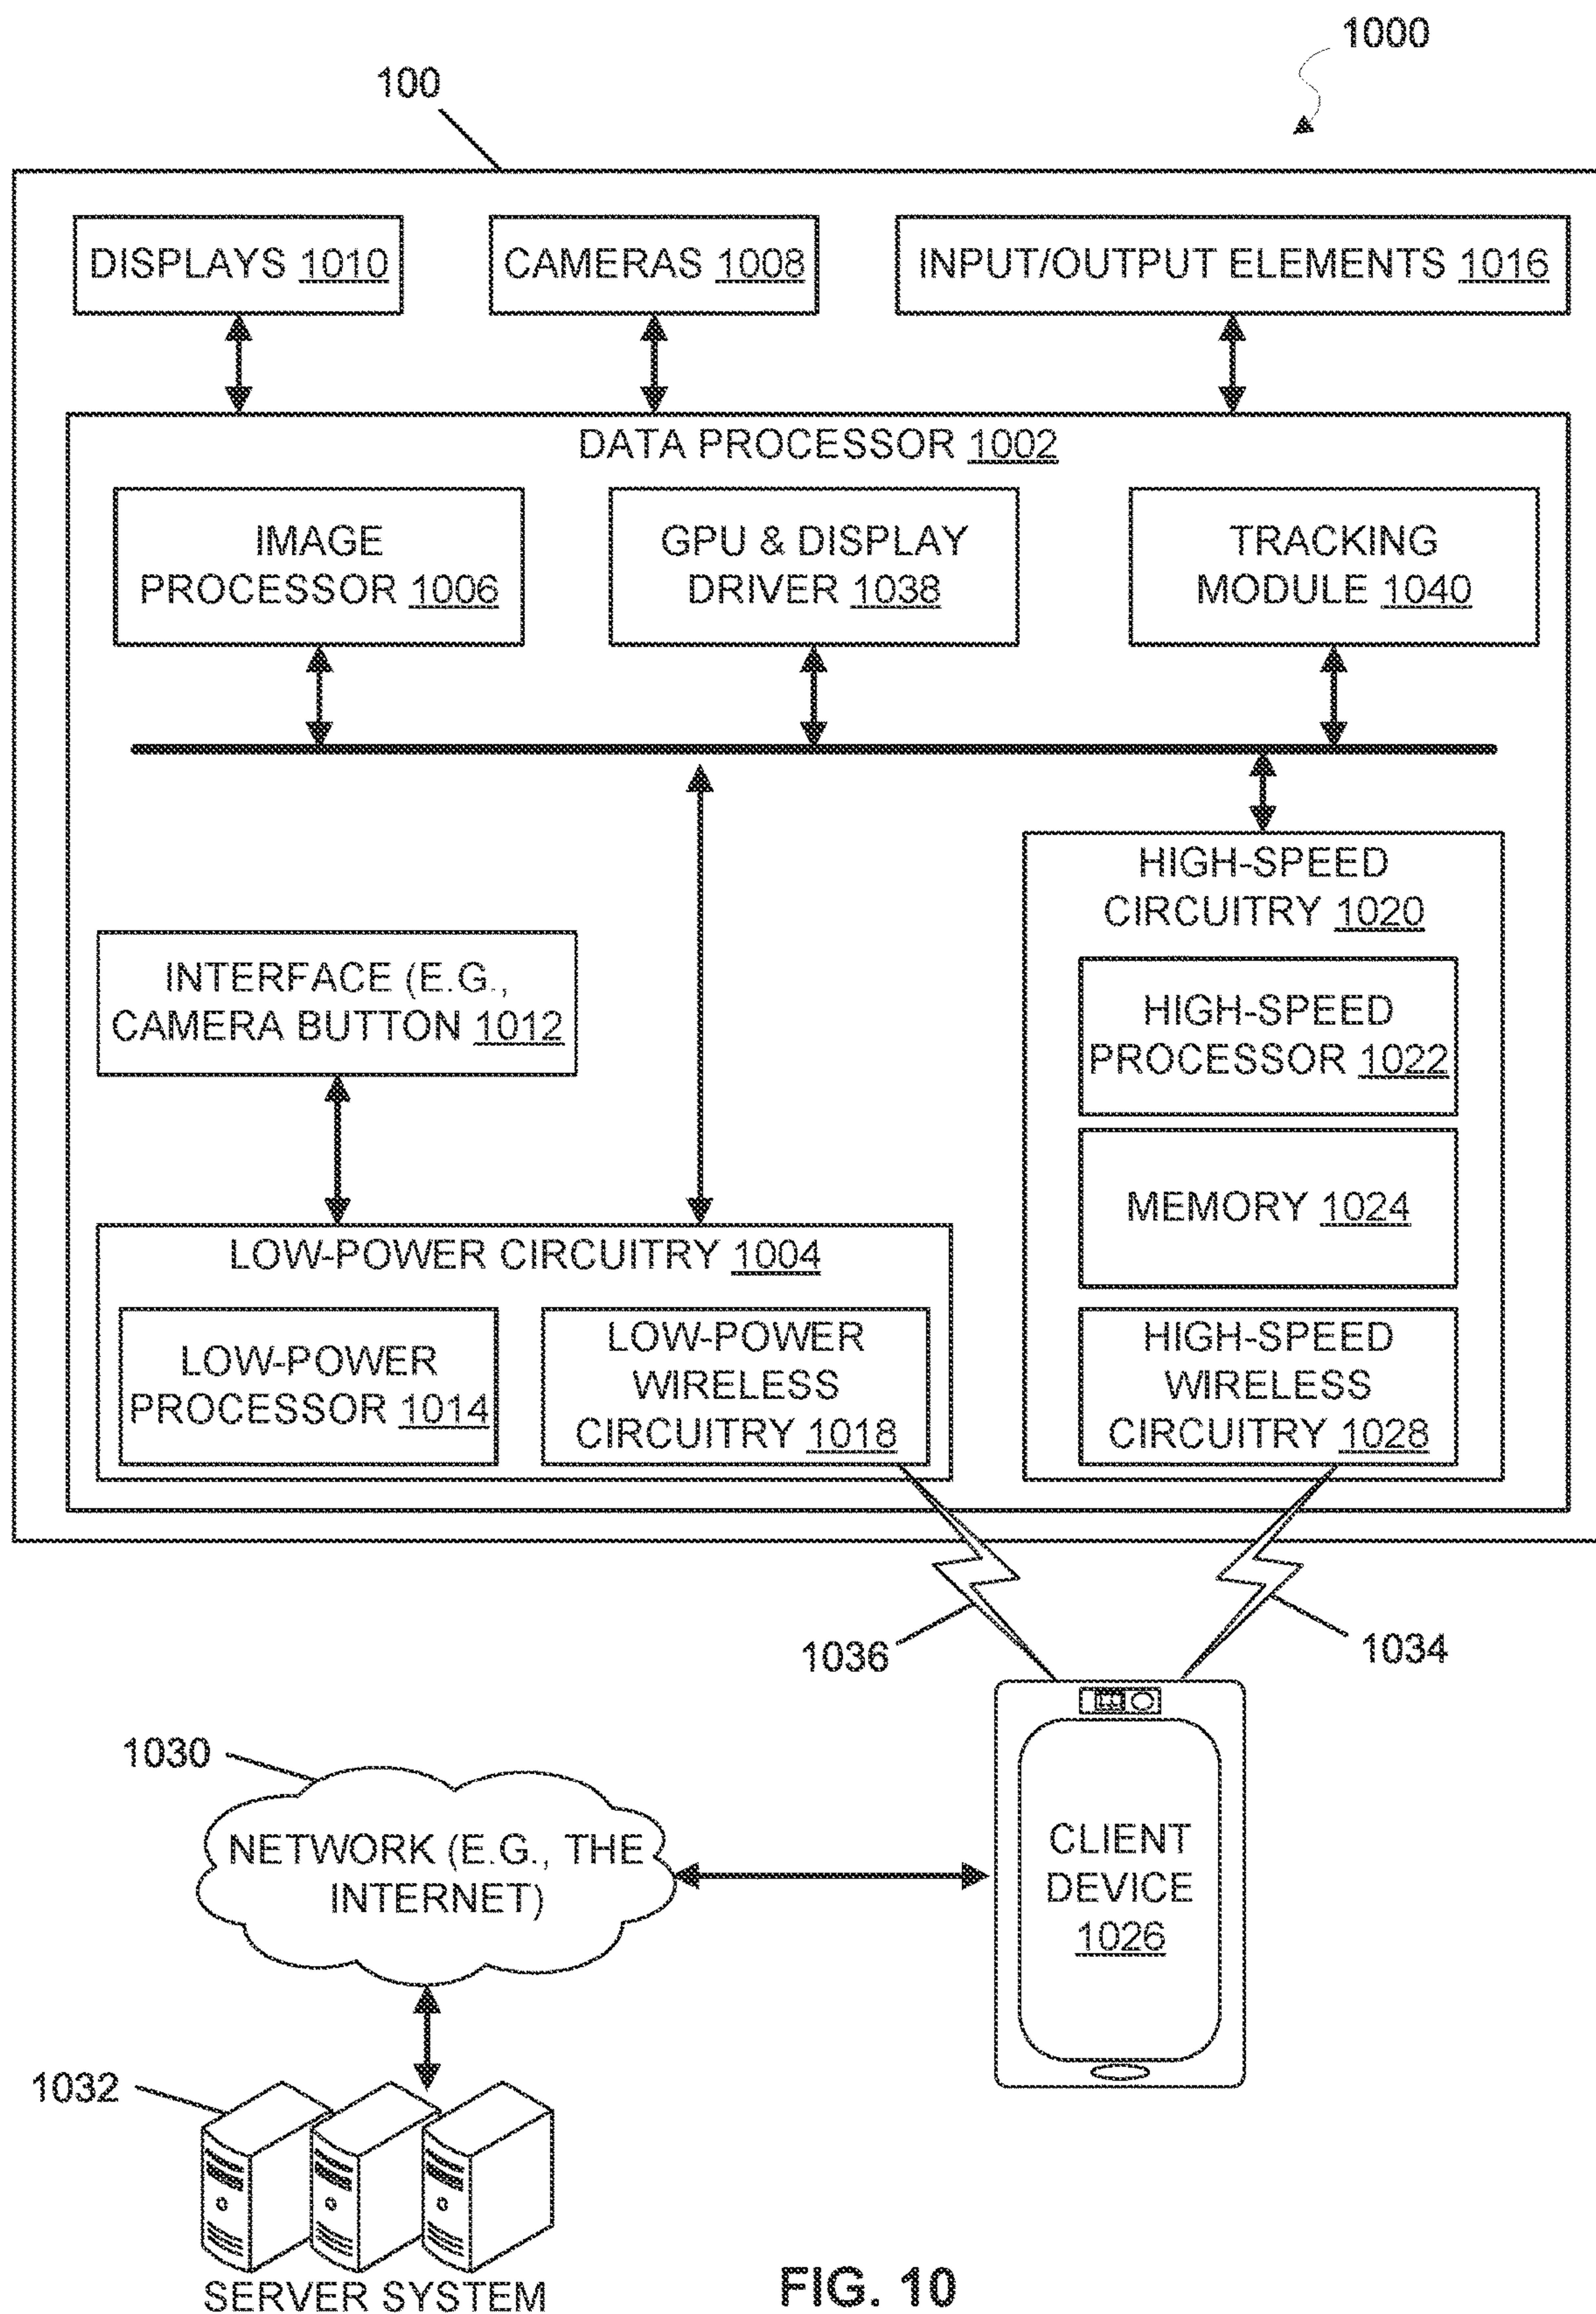 1000
100
DISPLAYS 1010
CAMERAS 1008
INPUT/OUTPUT ELEMENTS 1016
DATA PROCESSOR 1002
IMAGE
PROCESSOR 1006
GPU & DISPLAY
DRIVER 1038
TRACKING
MODULE 1040
HIGH-SPEED
CIRCUITRY 1020
INTERFACE (E.G.,
CAMERA BUTTON 1012
HIGH-SPEED
PROCESSOR 1022
MEMORY 1024
LOW-POWER CIRCUITRY 1004
LOW-POWER
PROCESSOR 1014
LOW-POWER
WIRELESS
CIRCUITRY 1018
HIGH-SPEED
WIRELESS
CIRCUITRY 1028
1036
1034
1030
NETWORK (E.G., THE
INTERNET)
CLIENT
DEVICE
1026
1032
SERVER SYSTEM
FIG. 10